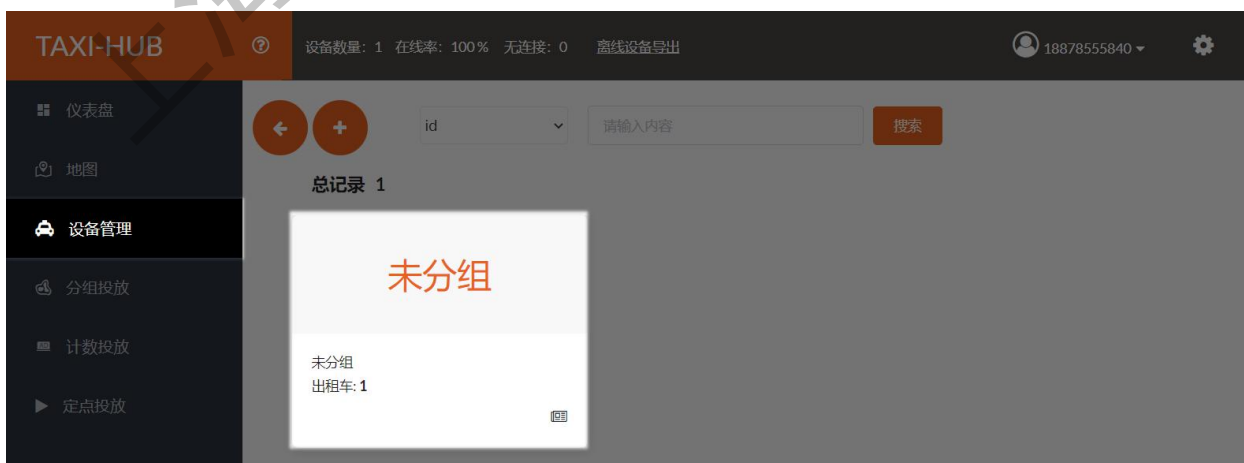 TAXI-HUB
设备数量: 1 在线率: 100% 无连接: 0 离线设备导出
18878555840
仪表盘
地图
设备管理
分组投放
计数投放
定点投放
id
请输入内容
搜索
总记录 1
未分组
未分组
出租车: 1
上海